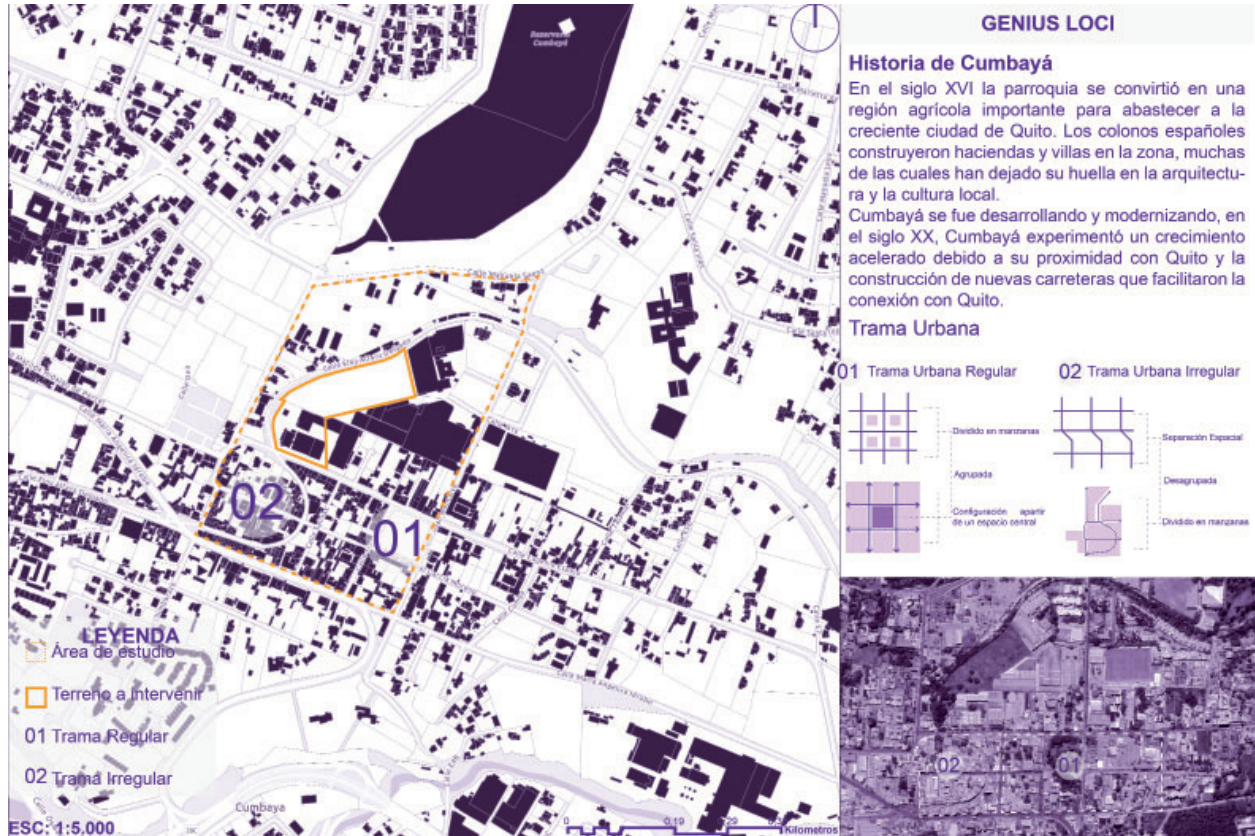 Reservorio
Cumbayá
02
01
LEYENDA
Área de estudio
Terreno a Intervenir
01 Trama Regular
02 Trama Irregular
Cumbaya
ESC: 1:5.000
0
0,19
Kilometros
GENIUS LOCI
Historia de Cumbayá
En el siglo XVI la parroquia se convirtió en una
región agrícola importante para abastecer a la
creciente ciudad de Quito. Los colonos españoles
construyeron haciendas y villas en la zona, muchas
de las cuales han dejado su huella en la arquitectu-
ra y la cultura local.
Cumbayá se fue desarrollando y modernizando, en
el siglo XX, Cumbayá experimentó un crecimiento
acelerado debido a su proximidad con Quito y la
construcción de nuevas carreteras que facilitaron la
conexión con Quito.
Trama Urbana
01 Trama Urbana Regular
02 Trama Urbana Irregular
Dividido en manzanas
Agrupada
Configuración apartir
de un espacio central
Separación Espacial
Desagrupada
Dividido en manzanas
02
01